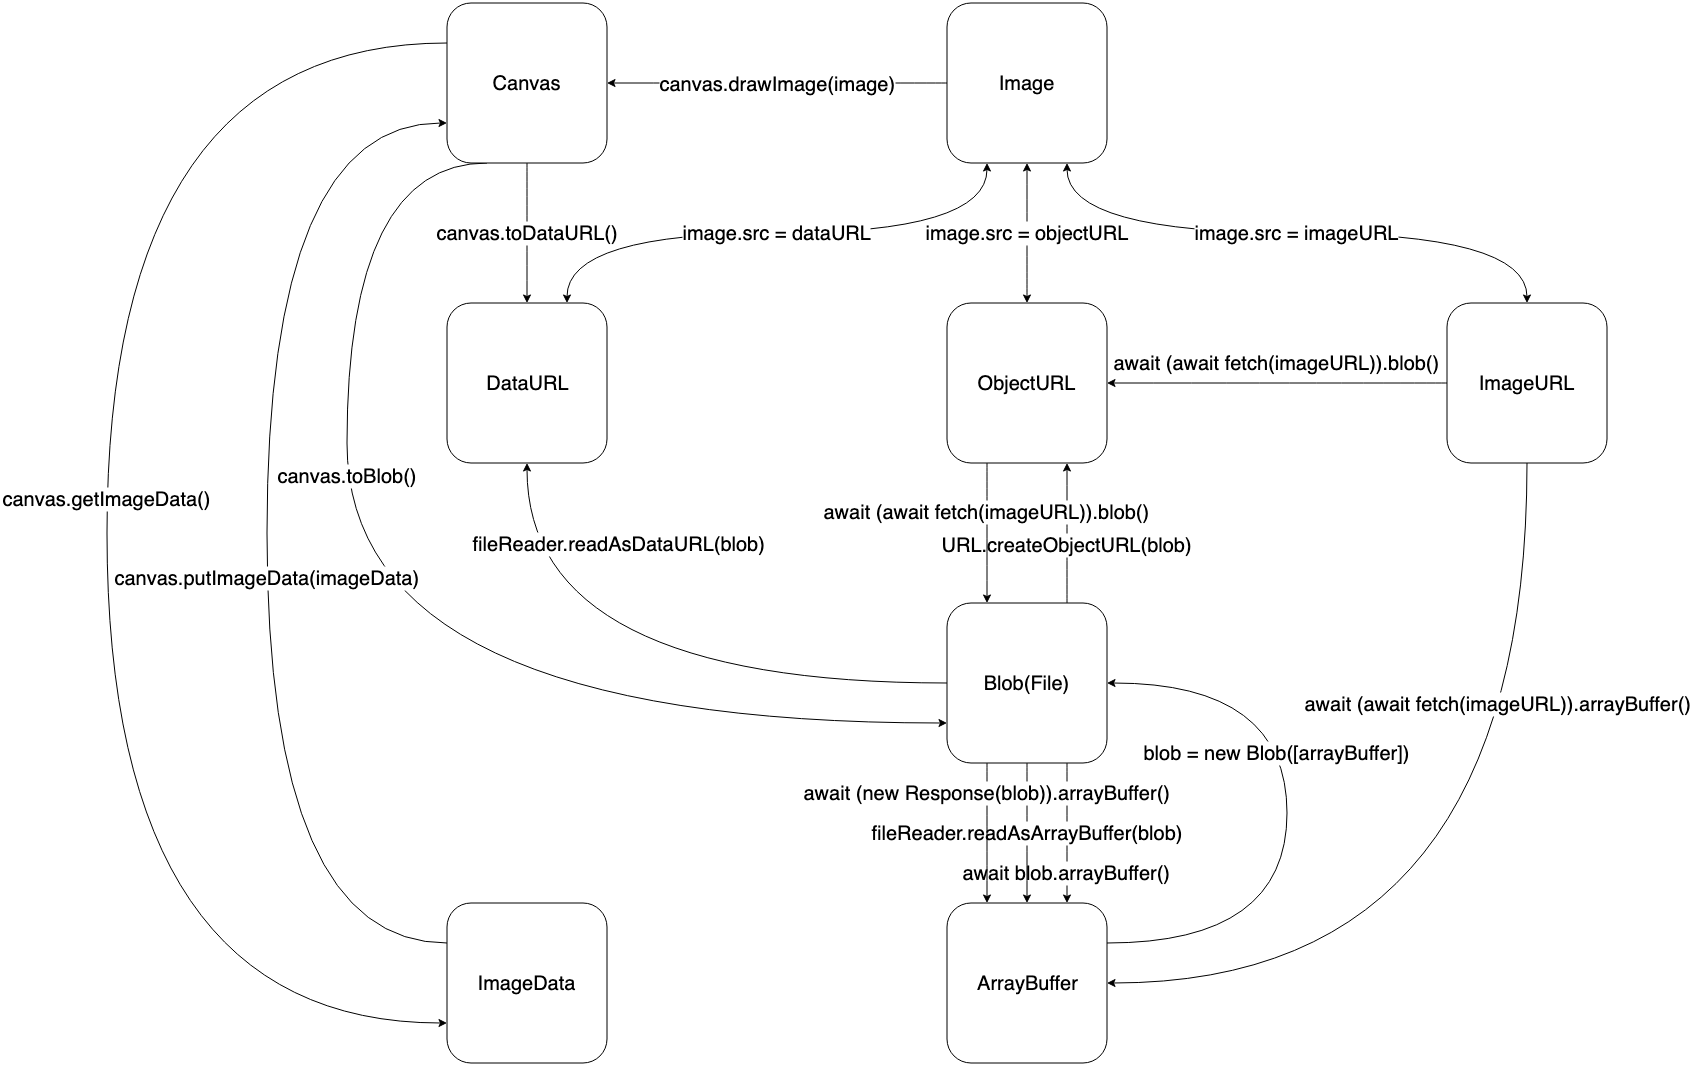 Canvas
canvas.drawImage(image)
Image
canvas.toDataURL()
image.src = dataURL
image.src = objectURL
image.src = imageURL
DataURL
ObjectURL
await (await fetch(imageURL)).blob()
ImageURL
canvas.toBlob()
canvas.getImageData()
await (await fetch(imageURL)).blob()
fileReader.readAsDataURL(blob)
URL.createObjectURL(blob)
canvas.putImageData(imageData)
Blob(File)
await (await fetch(imageURL)).arrayBuffer()
blob = new Blob([arrayBuffer])
await (new Response(blob)).arrayBuffer()
fileReader.readAsArrayBuffer(blob)
await blob.arrayBuffer()
ImageData
ArrayBuffer